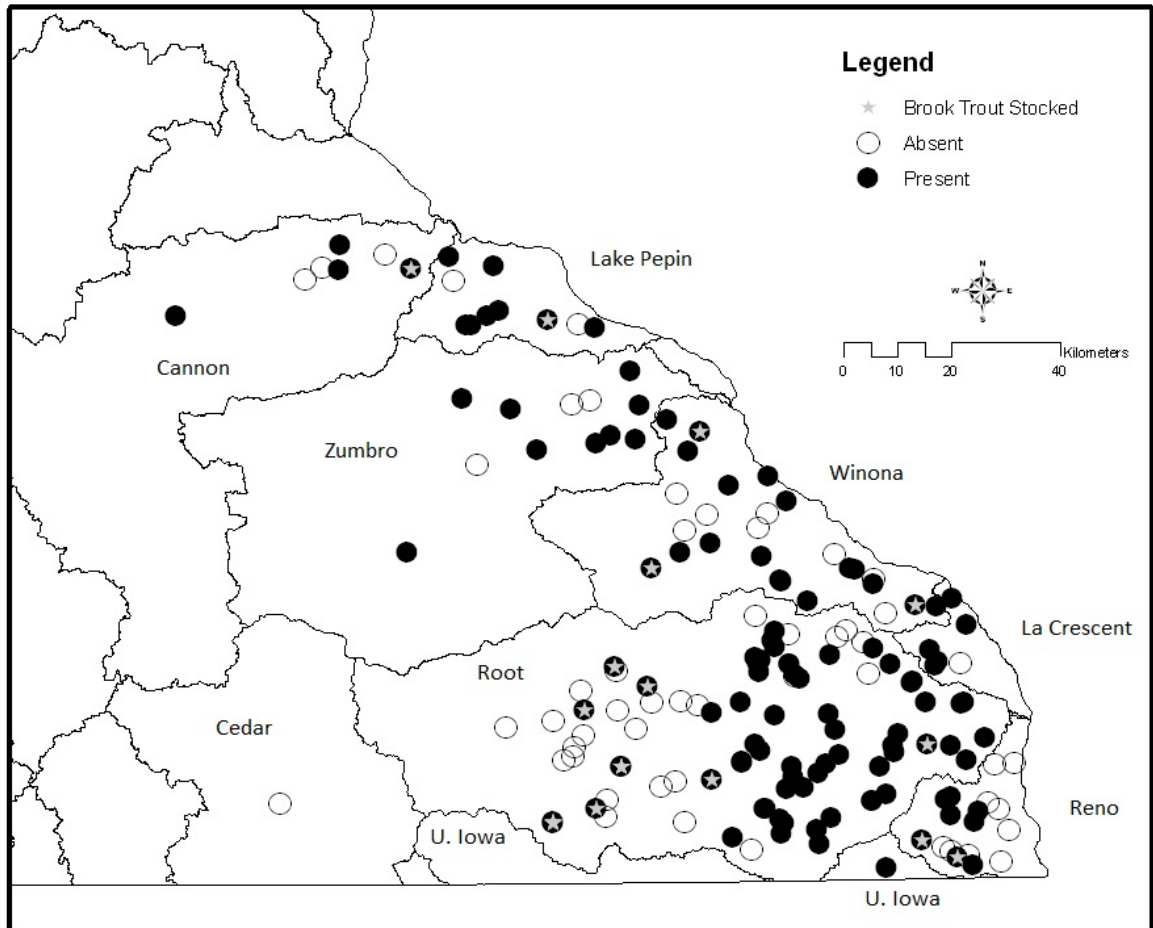 Legend
Brook Trout Stocked
Absent
Present
Lake Pepin
N
W E
S
Kilometers
0 10 20 40
Cannon
Zumbro
Winona
La Crescent
Root
Cedar
Reno
U. Iowa
U. Iowa